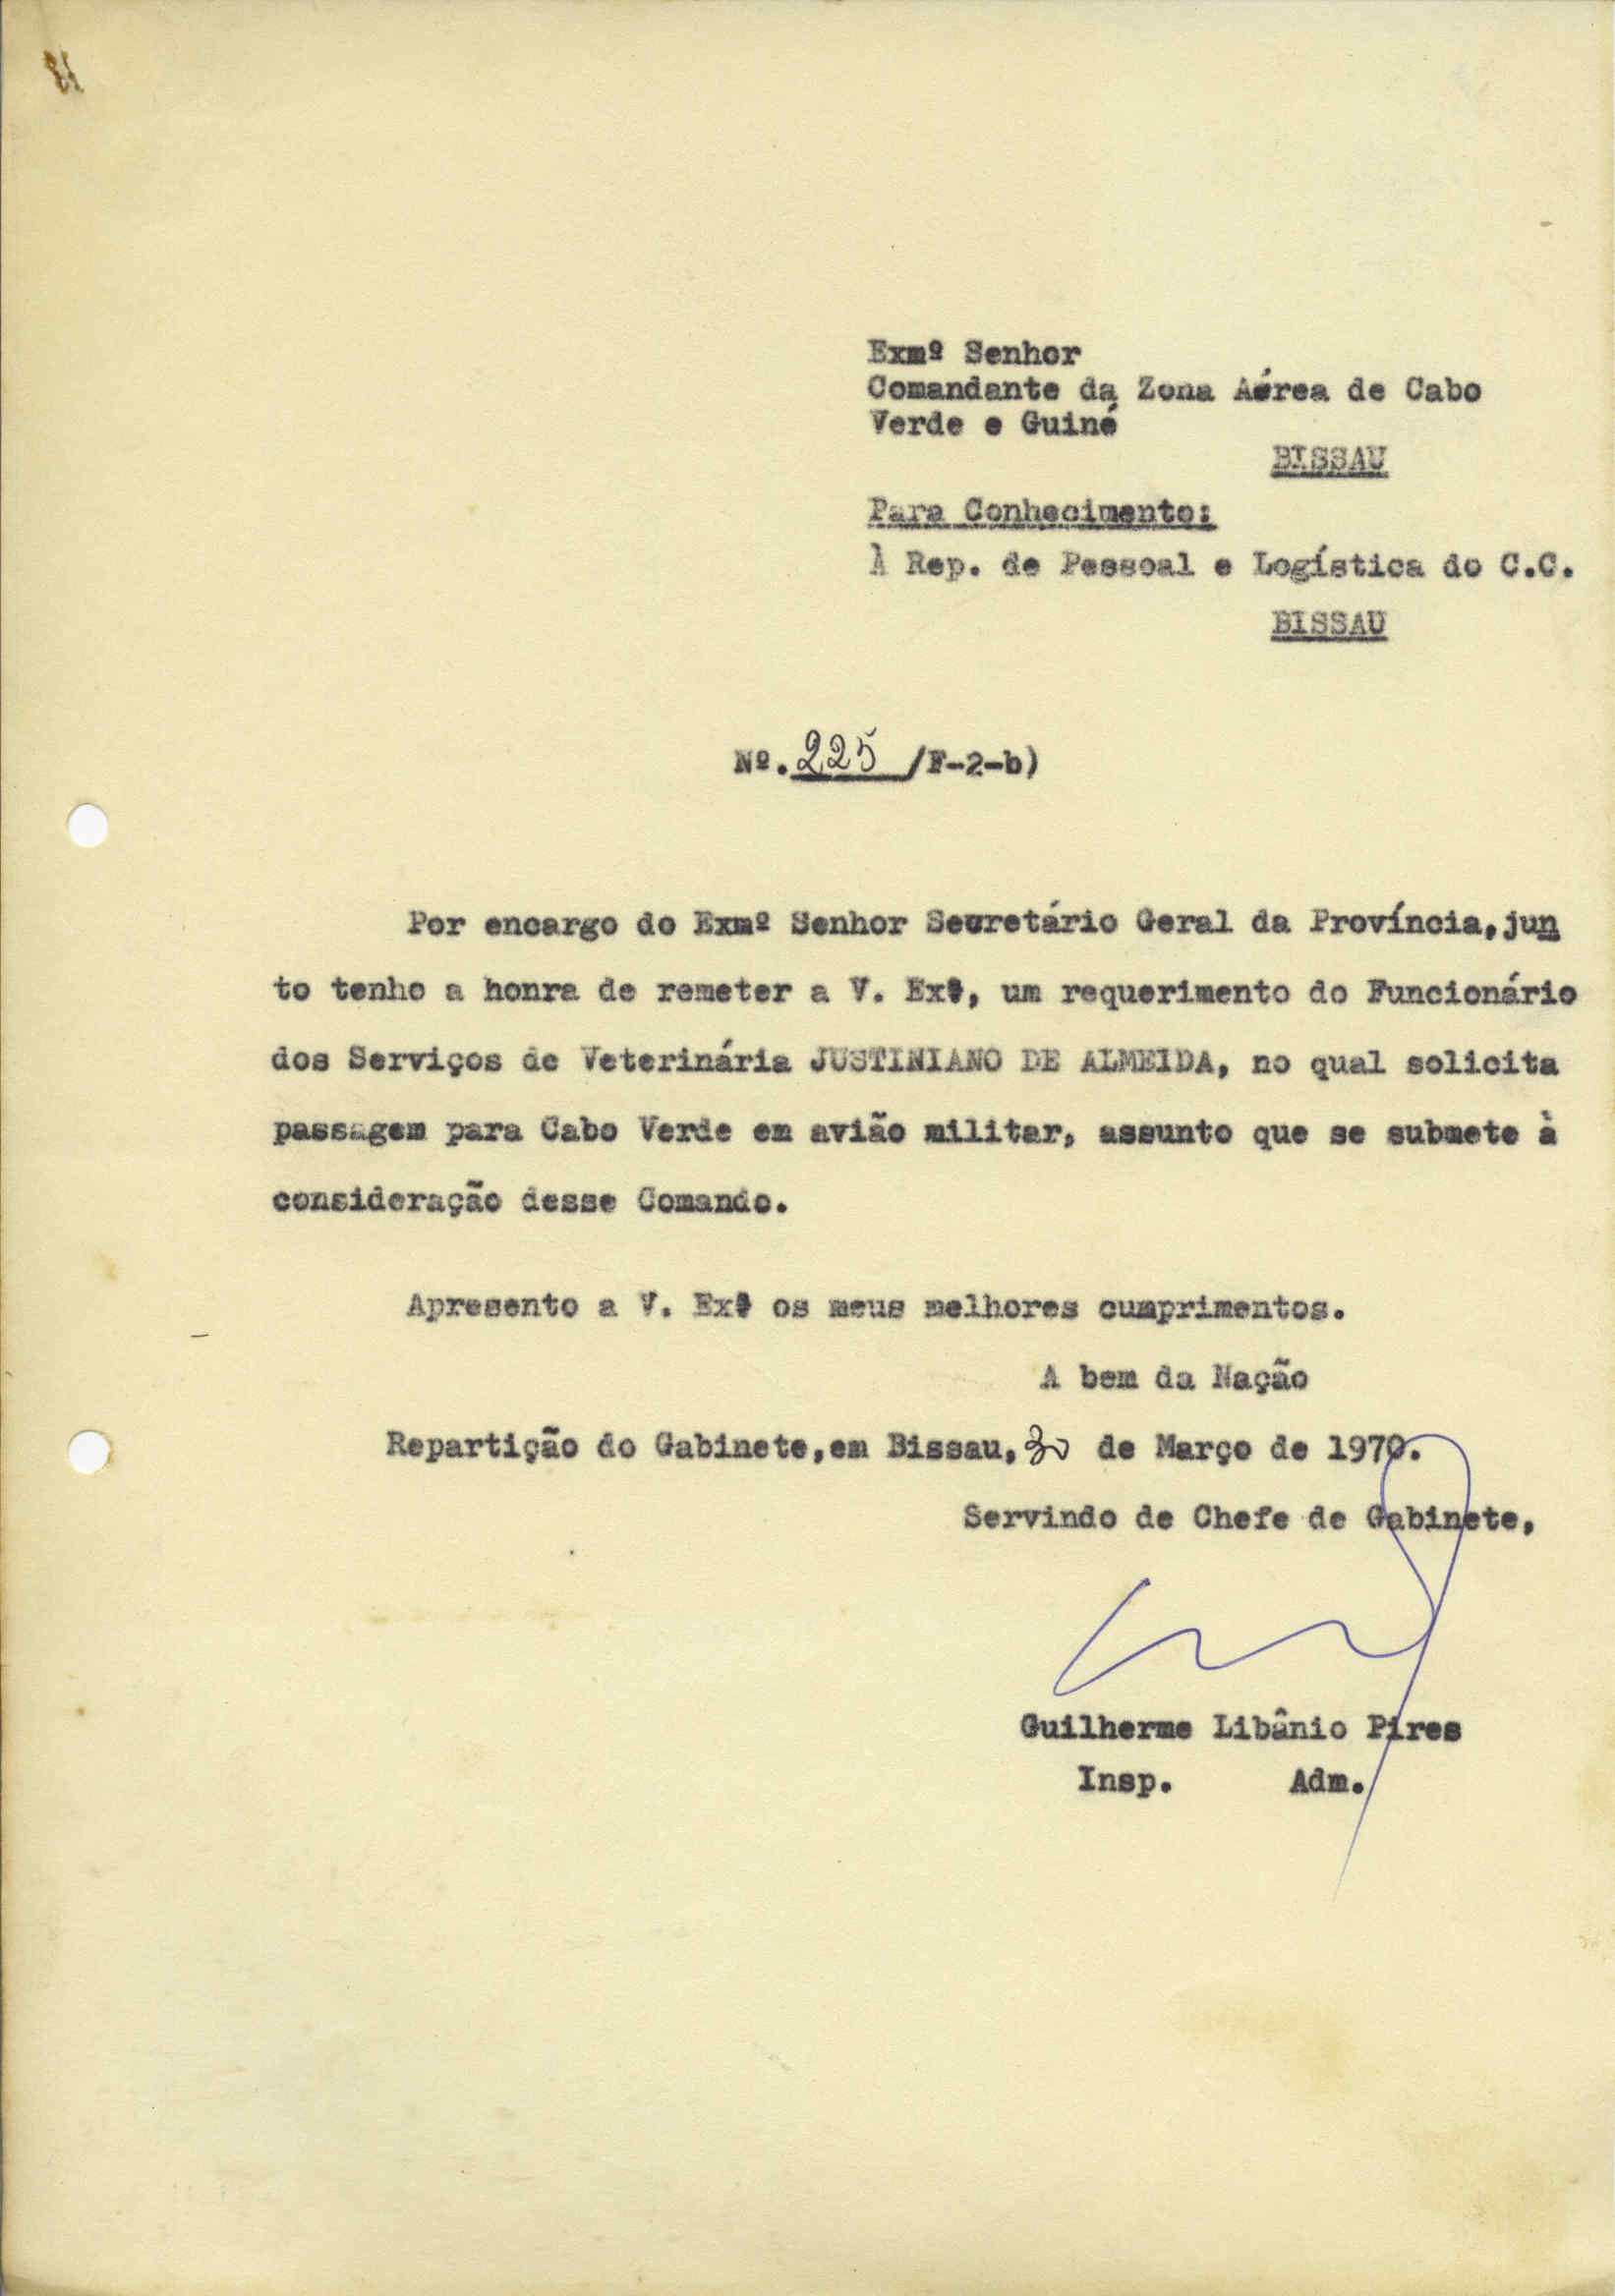 Exmº Senhor
Comandante da Zona Aérea de Cabo
Verde e Guiné
BISSAU
Para Conhecimento:
À Rep. de Pessoal e Logística do C.C.
BISSAU
Nº. 225 /F-2-b)
Por encargo do Exmº Senhor Secretário Geral da Província, jun
to tenho a honra de remeter a V. Exª, um requerimento do Funcionário
dos Serviços de Veterinária JUSTINIANO DE ALMEIDA, no qual solicita
passagem para Cabo Verde em avião militar, assunto que se submete à
consideração desse Comando.
Apresento a V. Exª os meus melhores cumprimentos.
A bem da Nação
Repartição do Gabinete, em Bissau, 30 de Março de 1970.
Servindo de Chefe de Gabinete,
Guilherme Libânio Pires
Insp. Adm.